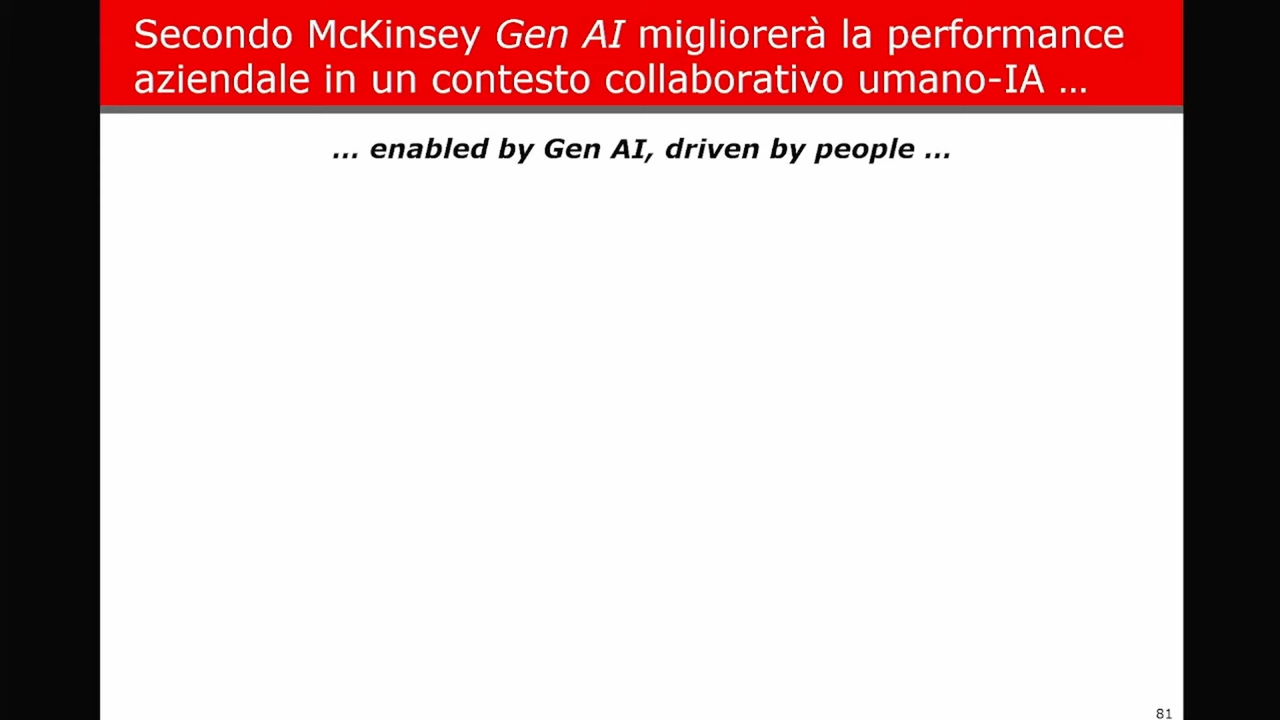 Secondo McKinsey Gen AI migliorerà la performance
aziendale in un contesto collaborativo umano-IA ...
... enabled by Gen AI, driven by people ...
81